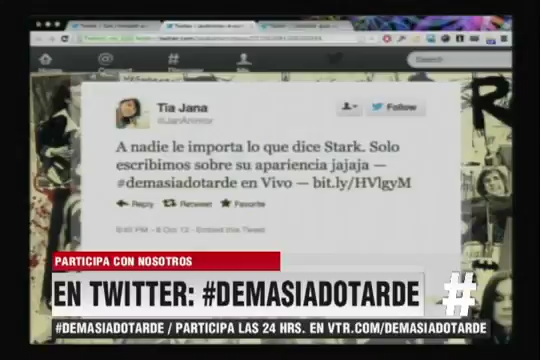 Search
Tia Jana
@JanAnimor
Follow
A nadie le importa lo que dice Stark. Solo
escribimos sobre su apariencia jajaja —
#demasiadotarde en Vivo — bit.ly/HVlgyM
Reply Retweet Favorite
Embed this Tweet
PARTICIPA CON NOSOTROS
EN TWITTER: #DEMASIADOTARDE
#
#DEMASIADOTARDE / PARTICIPA LAS 24 HRS. EN VTR.COM/DEMASIADOTARDE